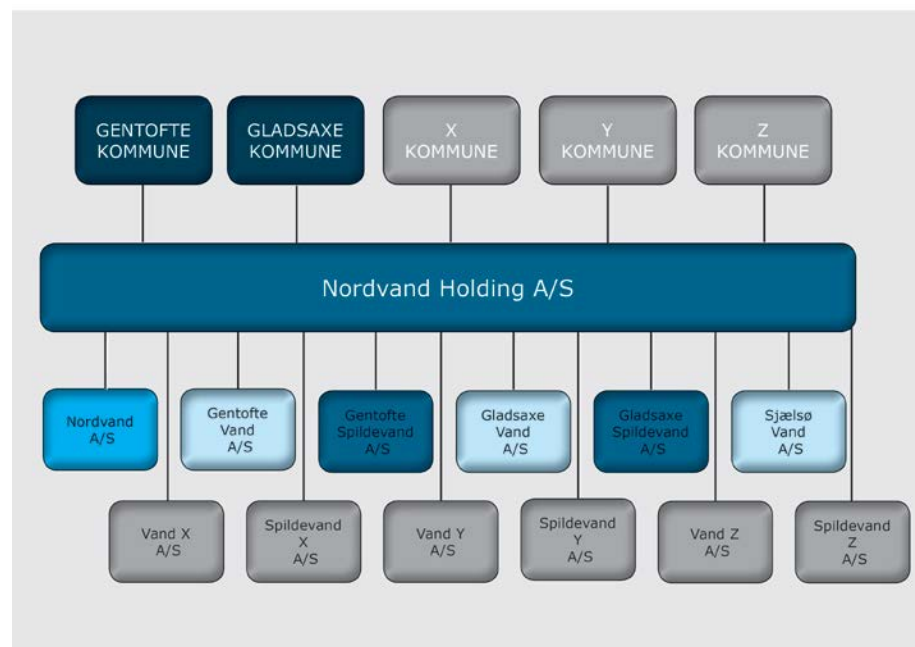 GENTOFTE
KOMMUNE
GLADSAXE
KOMMUNE
X
KOMMUNE
Y
KOMMUNE
Z
KOMMUNE
Nordvand Holding A/S
Nordvand
A/S
Gentofte
Vand
A/S
Gentofte
Spildevand
A/S
Gladsaxe
Vand
A/S
Gladsaxe
Spildevand
A/S
Sjælsø
Vand
A/S
Vand X
A/S
Spildevand
X
A/S
Vand Y
A/S
Spildevand
Y
A/S
Vand Z
A/S
Spildevand
Z
A/S